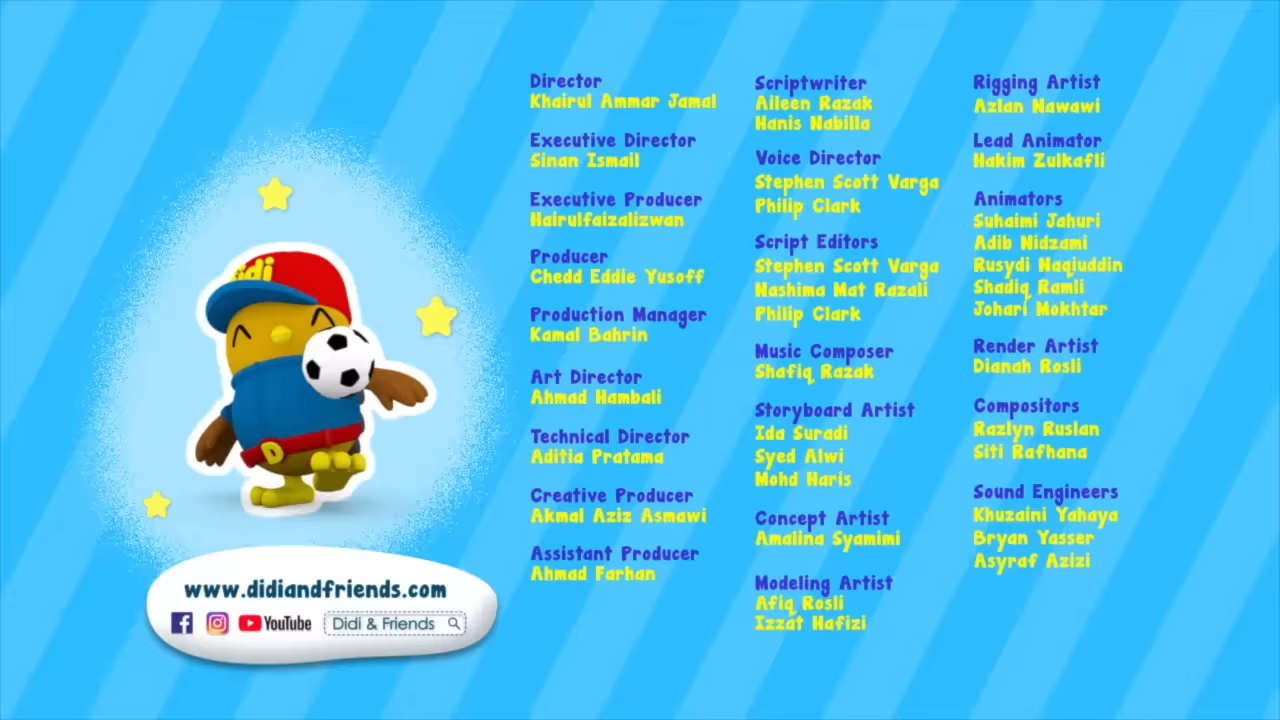 Didi
D
www.didiandfriends.com
YouTube
Didi & Friends
Director
Khairul Ammar Jamal
Executive Director
Sinan Ismail
Executive Producer
Hairulfaizalizwan
Producer
Chedd Eddie Yusoff
Production Manager
Kamal Bahrin
Art Director
Ahmad Hambali
Technical Director
Aditia Pratama
Creative Producer
Akmal Aziz Asmawi
Assistant Producer
Ahmad Farhan
Scriptwriter
Aileen Razak
Hanis Nabilla
Voice Director
Stephen Scott Varga
Philip Clark
Script Editors
Stephen Scott Varga
Nashima Mat Razali
Philip Clark
Music Composer
Shafiq Razak
Storyboard Artist
Ida Suradi
Syed Alwi
Mohd Haris
Concept Artist
Amalina Syamimi
Modeling Artist
Afiq Rosli
Izzat Hafizi
Rigging Artist
Azlan Nawawi
Lead Animator
Hakim Zulkafli
Animators
Suhaimi Jahuri
Adib Nidzami
Rusydi Naqiuddin
Shadiq Ramli
Johari Mokhtar
Render Artist
Dianah Rosli
Compositors
Razlyn Ruslan
Siti Rafhana
Sound Engineers
Khuzaini Yahaya
Bryan Yasser
Asyraf Azizi